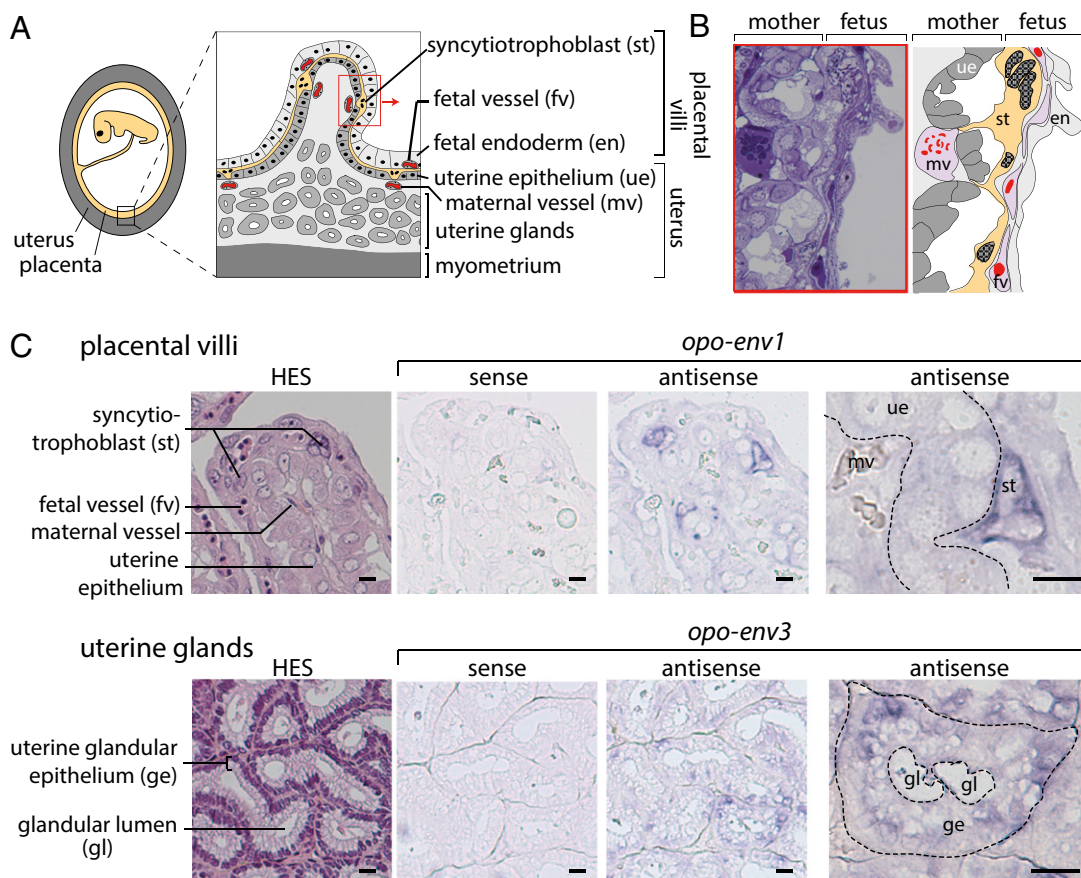 A
syncytiotrophoblast (st)
fetal vessel (fv)
fetal endoderm (en)
uterine epithelium (ue)
maternal vessel (mv)
uterine glands
myometrium
placental
villi
uterus
uterus
placenta
B
mother fetus mother fetus
ue
st
en
mv
fv
C placental villi
opo-env1
HES sense antisense antisense
syncytio-
trophoblast (st)
fetal vessel (fv)
maternal vessel
uterine
epithelium
ue
mv
st
uterine glands
opo-env3
HES sense antisense antisense
uterine glandular
epithelium (ge)
glandular lumen
(gl)
gl gl
ge